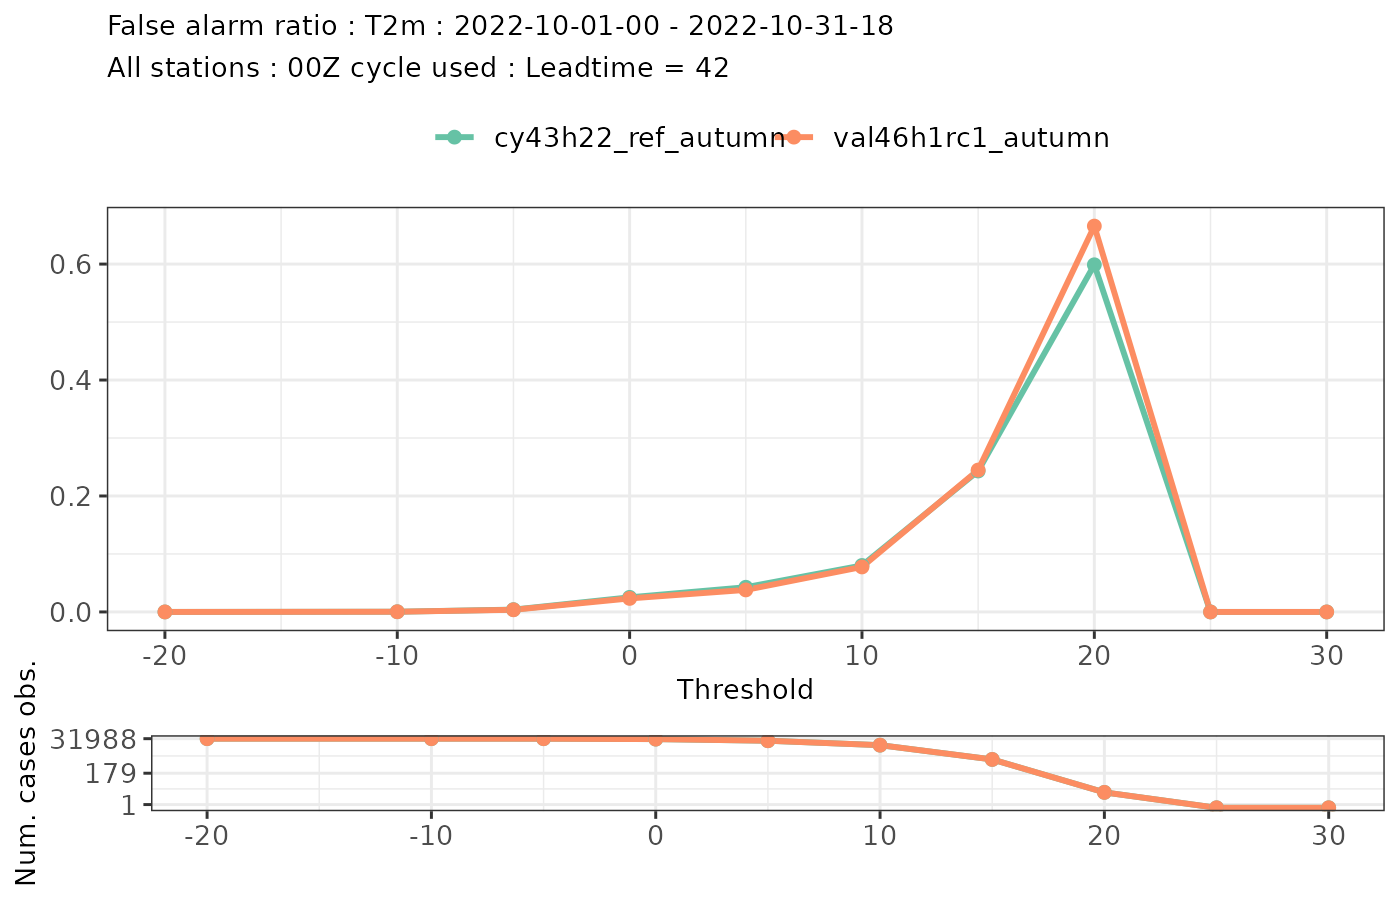 False alarm ratio : T2m : 2022-10-01-00 - 2022-10-31-18
All stations : 00Z cycle used : Leadtime = 42
cy43h22_ref_autumn val46h1rc1_autumn
0.6
0.4
0.2
0.0
-20 -10 0 10 20 30
Threshold
Num. cases obs.
31988
179
1
-20 -10 0 10 20 30